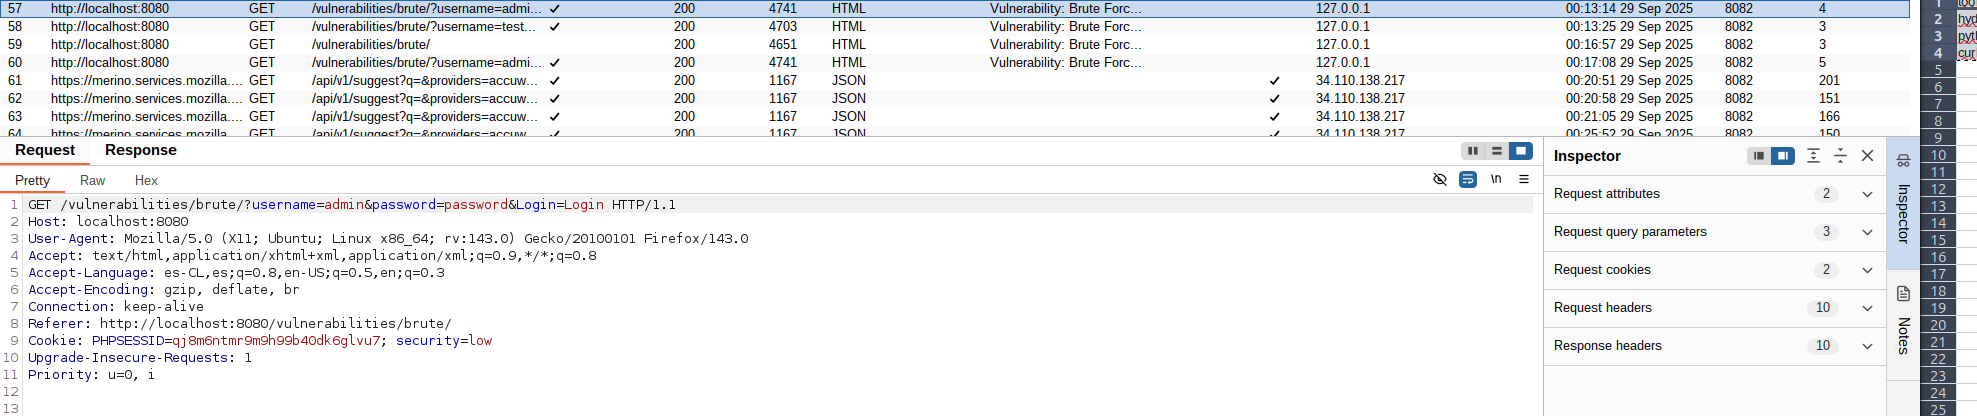 57 http://localhost:8080 GET /vulnerabilities/brute/?username=admi... ✓ 200 4741 HTML Vulnerability: Brute Forc... 127.0.0.1 00:13:14 29 Sep 2025 8082 4
58 http://localhost:8080 GET /vulnerabilities/brute/?username=test... ✓ 200 4703 HTML Vulnerability: Brute Forc... 127.0.0.1 00:13:25 29 Sep 2025 8082 3
59 http://localhost:8080 GET /vulnerabilities/brute/ 200 4651 HTML Vulnerability: Brute Forc... 127.0.0.1 00:16:57 29 Sep 2025 8082 3
60 http://localhost:8080 GET /vulnerabilities/brute/?username=admi... ✓ 200 4741 HTML Vulnerability: Brute Forc... 127.0.0.1 00:17:08 29 Sep 2025 8082 5
61 https://merino.services.mozilla.... GET /api/v1/suggest?q=&providers=accuw... ✓ 200 1167 JSON ✓ 34.110.138.217 00:20:51 29 Sep 2025 8082 201
62 https://merino.services.mozilla.... GET /api/v1/suggest?q=&providers=accuw... ✓ 200 1167 JSON ✓ 34.110.138.217 00:20:58 29 Sep 2025 8082 151
63 https://merino.services.mozilla.... GET /api/v1/suggest?q=&providers=accuw... ✓ 200 1167 JSON ✓ 34.110.138.217 00:21:05 29 Sep 2025 8082 166
64 https://merino.services.mozilla.... GET /api/v1/suggest?q=&providers=accuw... ✓ 200 1167 JSON ✓ 34.110.138.217 00:25:52 29 Sep 2025 8082 150
Request Response
Pretty Raw Hex
\n
1 GET /vulnerabilities/brute/?username=admin&password=password&Login=Login HTTP/1.1
2 Host: localhost:8080
3 User-Agent: Mozilla/5.0 (X11; Ubuntu; Linux x86_64; rv:143.0) Gecko/20100101 Firefox/143.0
4 Accept: text/html,application/xhtml+xml,application/xml;q=0.9,*/*;q=0.8
5 Accept-Language: es-CL,es;q=0.8,en-US;q=0.5,en;q=0.3
6 Accept-Encoding: gzip, deflate, br
7 Connection: keep-alive
8 Referer: http://localhost:8080/vulnerabilities/brute/
9 Cookie: PHPSESSID=qj8m6ntmr9m9h99b40dk6glvu7; security=low
10 Upgrade-Insecure-Requests: 1
11 Priority: u=0, i
12
13
Inspector
Request attributes 2
Request query parameters 3
Request cookies 2
Request headers 10
Response headers 10
Inspector
Notes
1
2 hyd
3 pyt
4 cur
5
6
7
8
9
10
11
12
13
14
15
16
17
18
19
20
21
22
23
24
25